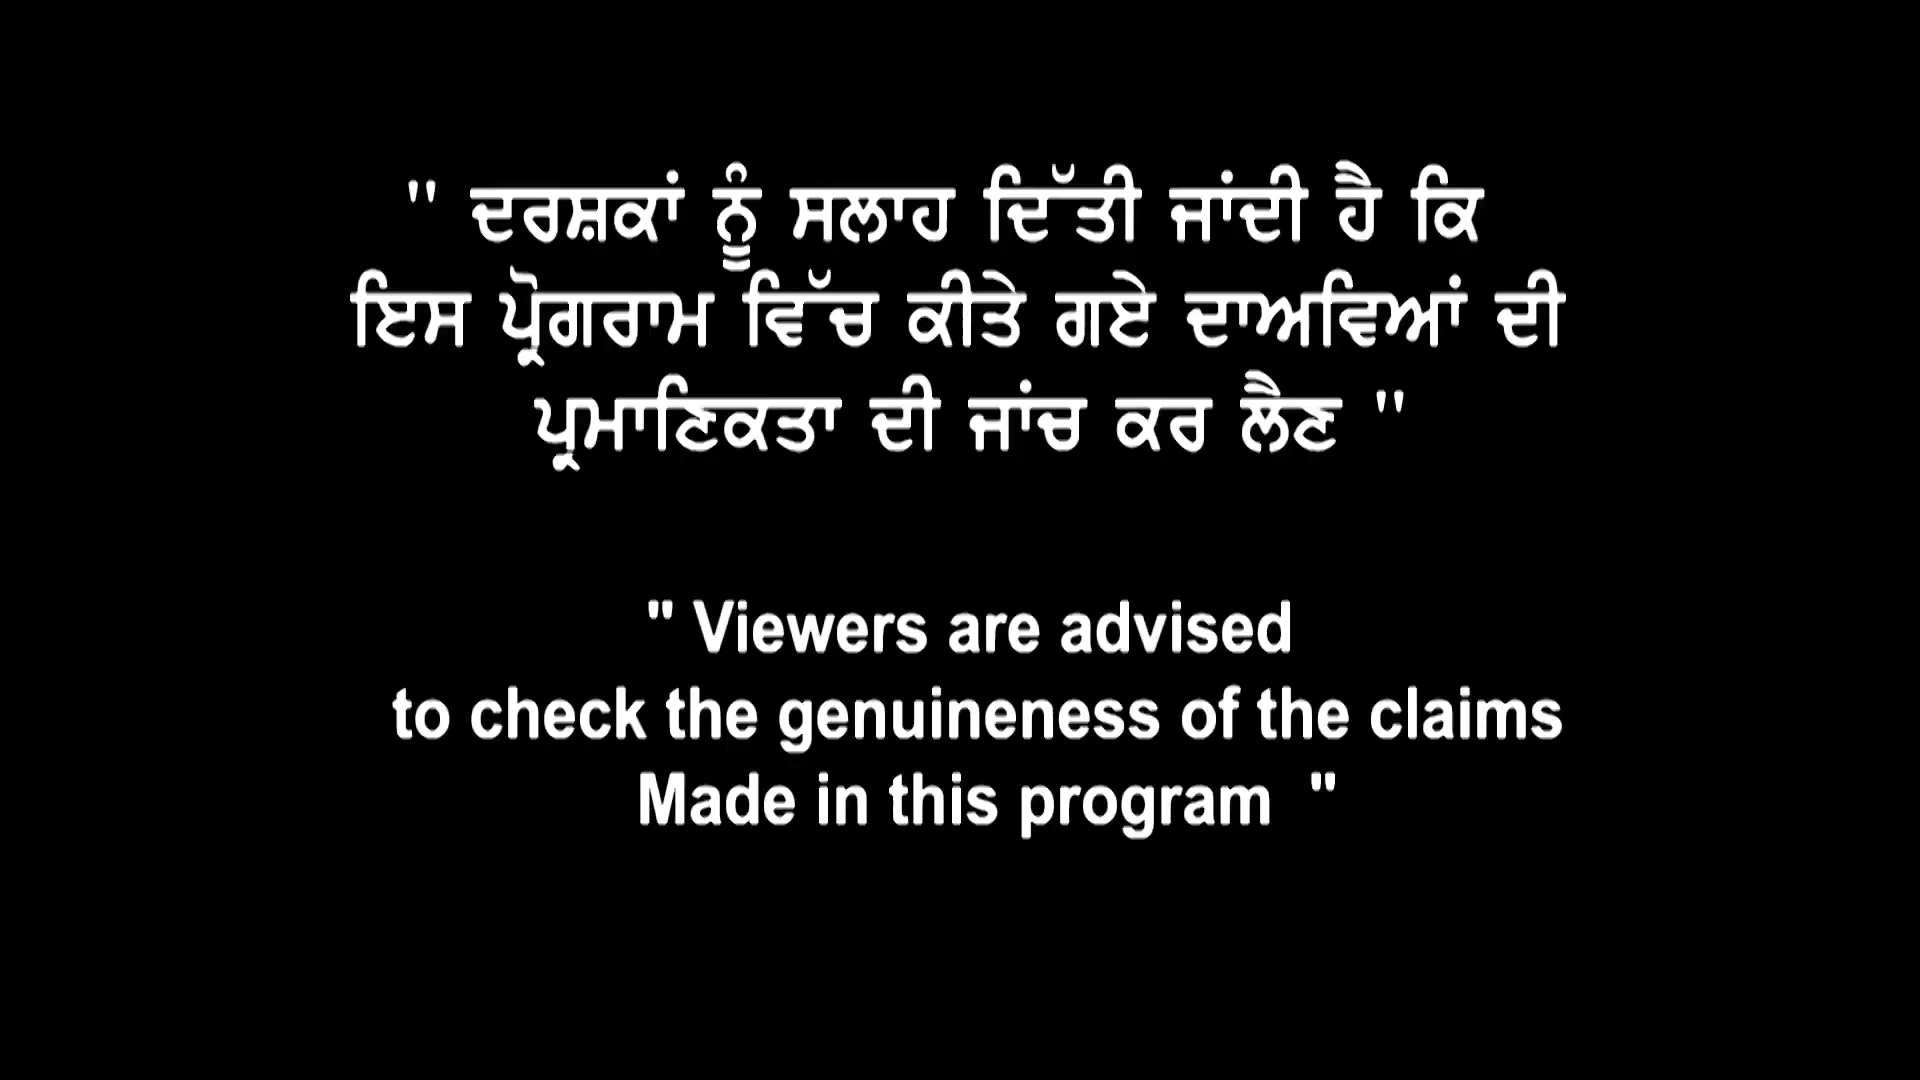 " ਦਰਸ਼ਕਾਂ ਨੂੰ ਸਲਾਹ ਦਿੱਤੀ ਜਾਂਦੀ ਹੈ ਕਿ
ਇਸ ਪ੍ਰੋਗਰਾਮ ਵਿੱਚ ਕੀਤੇ ਗਏ ਦਾਅਵਿਆਂ ਦੀ
ਪ੍ਰਮਾਣਿਕਤਾ ਦੀ ਜਾਂਚ ਕਰ ਲੈਣ "
" Viewers are advised
to check the genuineness of the claims
Made in this program "